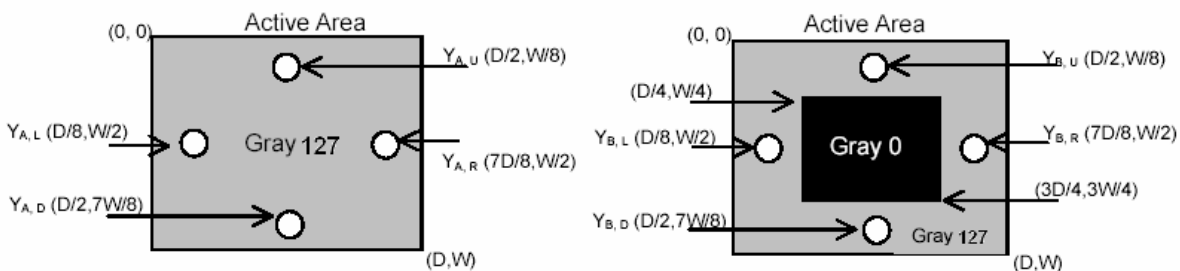 Active Area
(0, 0)
Y_A, U (D/2,W/8)
Y_A, L (D/8,W/2)
Gray 127
Y_A, R (7D/8,W/2)
Y_A, D (D/2,7W/8)
(D,W)
Active Area
(0, 0)
Y_B, U (D/2,W/8)
(D/4,W/4)
Y_B, L (D/8,W/2)
Gray 0
Y_B, R (7D/8,W/2)
(3D/4,3W/4)
Y_B, D (D/2,7W/8)
Gray 127
(D,W)